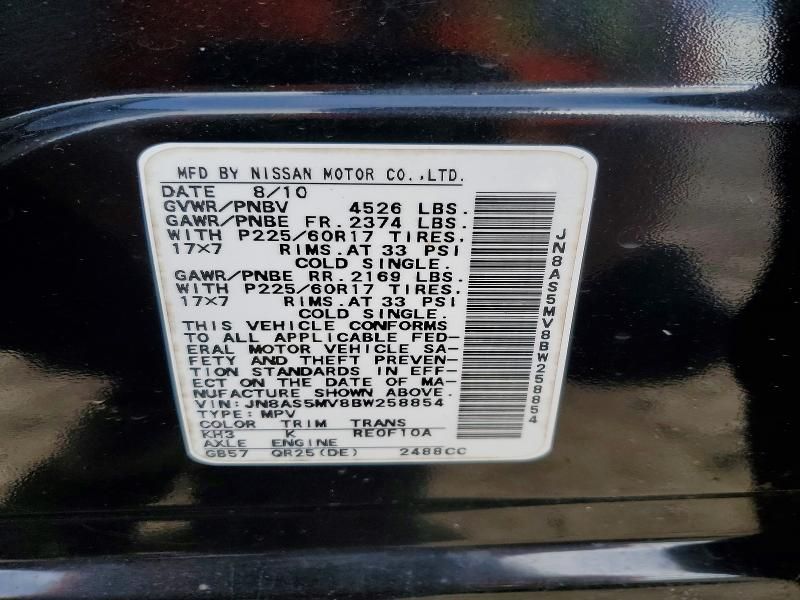 MFD BY NISSAN MOTOR CO.,LTD.
DATE 8/10
GVWR/PNBV 4526 LBS.
GAWR/PNBE FR. 2374 LBS.
WITH P225/60R17 TIRES.
17X7 RIMS.AT 33 PSI
COLD SINGLE.
GAWR/PNBE RR. 2169 LBS.
WITH P225/60R17 TIRES.
17X7 RIMS.AT 33 PSI
COLD SINGLE.
THIS VEHICLE CONFORMS
TO ALL APPLICABLE FED-
ERAL MOTOR VEHICLE SA-
FETY AND THEFT PREVEN-
TION STANDARDS IN EFF-
ECT ON THE DATE OF MA-
NUFACTURE SHOWN ABOVE.
VIN: JN8AS5MV8BW258854
TYPE: MPV
COLOR TRIM TRANS
KH3 K RE0F10A
AXLE ENGINE
GB57 QR25(DE) 2488CC
JN8AS5MV8BW258854